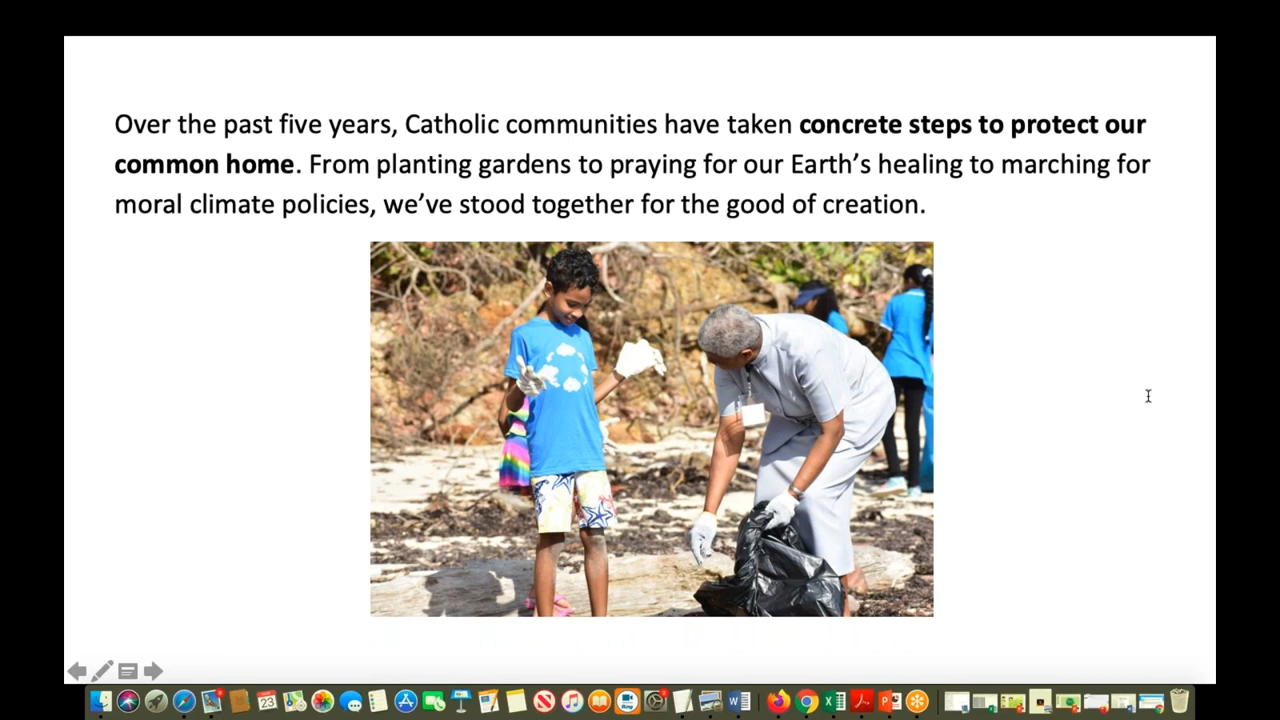 Over the past five years, Catholic communities have taken concrete steps to protect our
common home. From planting gardens to praying for our Earth’s healing to marching for
moral climate policies, we’ve stood together for the good of creation.
23